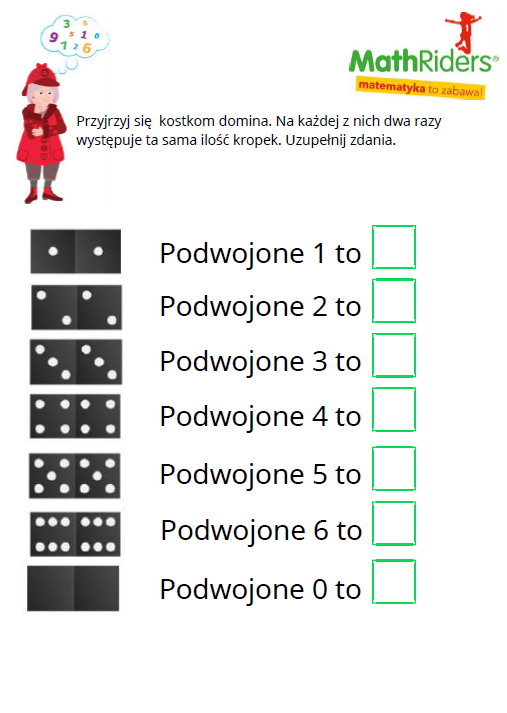 3 5
9 5 1 0
7 2 6
MathRiders®
matematyka to zabawa!
Przyjrzyj się kostkom domina. Na każdej z nich dwa razy
występuje ta sama ilość kropek. Uzupełnij zdania.
Podwojone 1 to
Podwojone 2 to
Podwojone 3 to
Podwojone 4 to
Podwojone 5 to
Podwojone 6 to
Podwojone 0 to